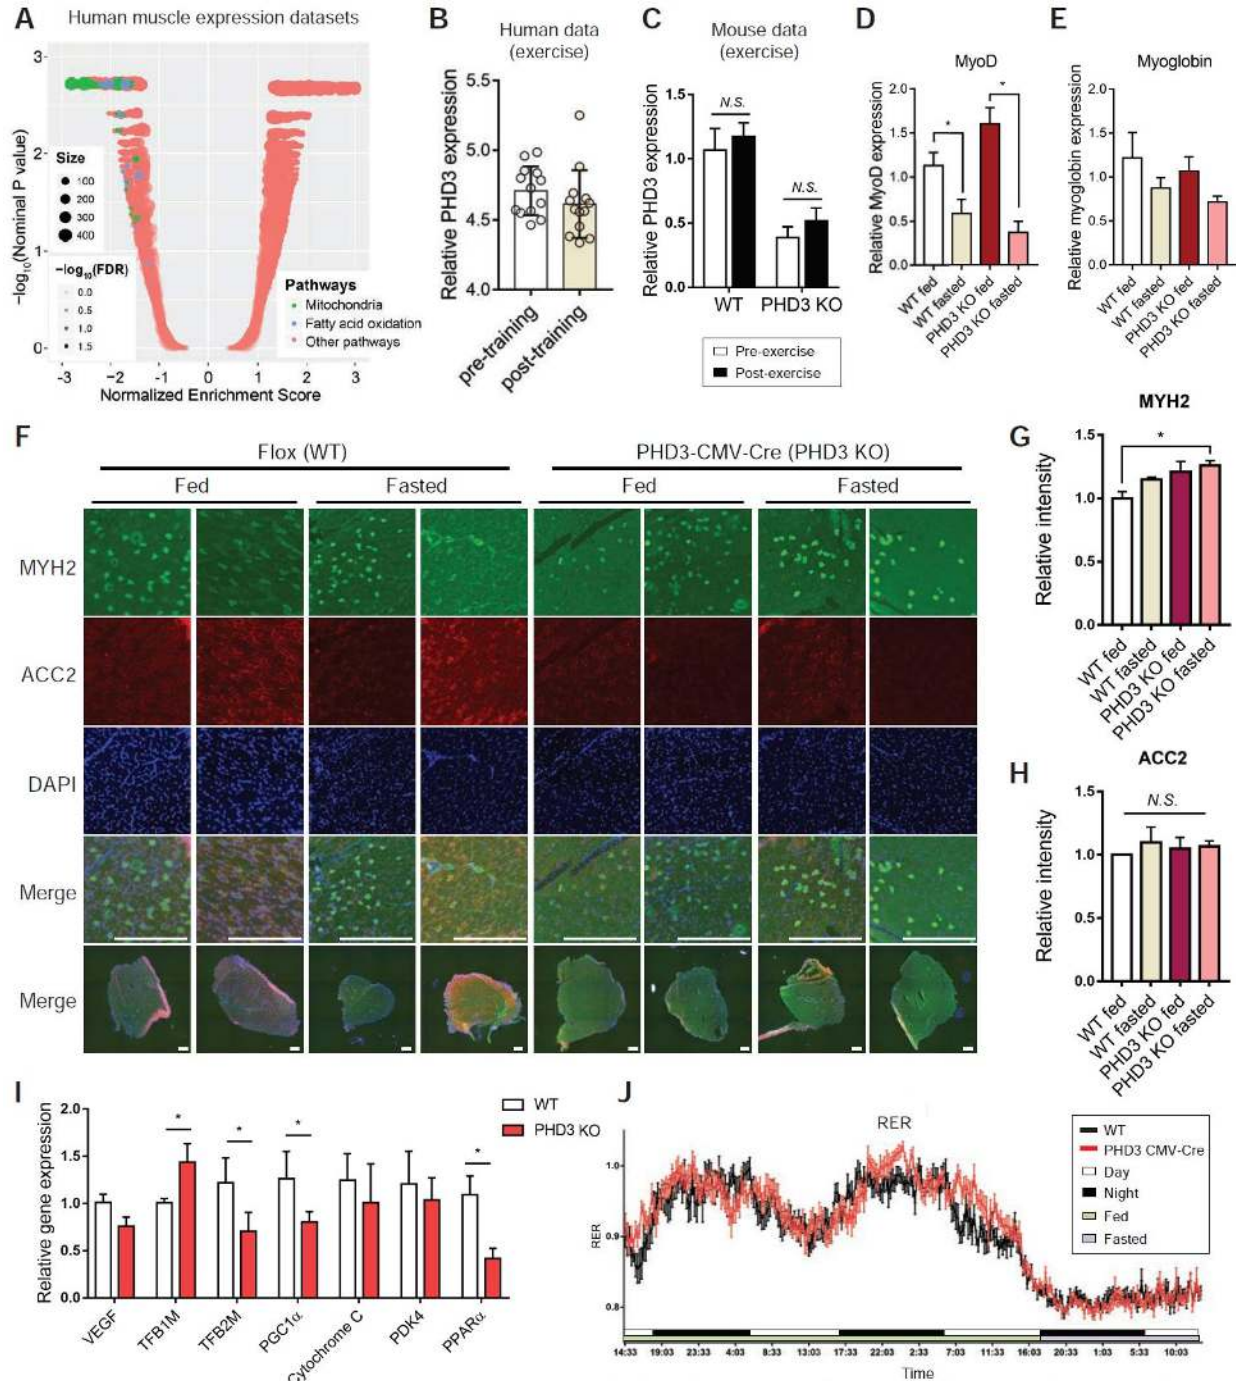 A
Human muscle expression datasets
−log10(Nominal P value)
3
2
1
0
Size
100
200
300
400
−log10(FDR)
0.0
0.5
1.0
1.5
Pathways
Mitochondria
Fatty acid oxidation
Other pathways
-3 -2 -1 0 1 2 3
Normalized Enrichment Score
B
Human data
(exercise)
Relative PHD3 expression
5.5
5.0
4.5
4.0
pre-training
post-training
C
Mouse data
(exercise)
Relative PHD3 expression
1.5
1.0
0.5
0.0
N.S.
N.S.
WT PHD3 KO
Pre-exercise
Post-exercise
D
MyoD
Relative MyoD expression
2.0
1.5
1.0
0.5
0.0
*
*
WT fed
WT fasted
PHD3 KO fed
PHD3 KO fasted
E
Myoglobin
Relative myoglobin expression
2.0
1.5
1.0
0.5
0.0
WT fed
WT fasted
PHD3 KO fed
PHD3 KO fasted
F
Flox (WT) PHD3-CMV-Cre (PHD3 KO)
Fed Fasted Fed Fasted
MYH2
ACC2
DAPI
Merge
Merge
G
MYH2
Relative intensity
1.5
1.0
0.5
0.0
*
WT fed
WT fasted
PHD3 KO fed
PHD3 KO fasted
H
ACC2
Relative intensity
1.5
1.0
0.5
0.0
N.S.
WT fed
WT fasted
PHD3 KO fed
PHD3 KO fasted
I
Relative gene expression
2.0
1.5
1.0
0.5
0.0
* * * *
WT
PHD3 KO
VEGF
TFB1M
TFB2M
PGC1α
Cytochrome C
PDK4
PPARα
J
RER
RER
1.0
0.9
0.8
WT
PHD3 CMV-Cre
Day
Night
Fed
Fasted
14:33 19:03 23:33 4:03 8:33 13:03 17:33 22:03 2:33 7:03 11:33 16:03 20:33 1:03 5:33 10:03
Time